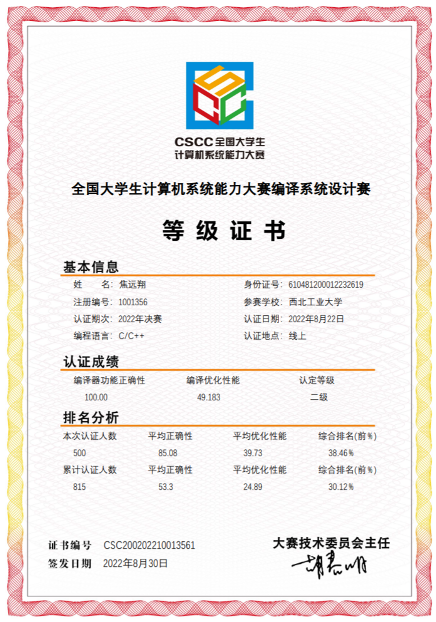 CSCC全国大学生
计算机系统能力大赛
全国大学生计算机系统能力大赛编译系统设计赛
等级证书
基本信息
姓 名：焦远翔 身份证号：610481200012232619
注册编号：1001356 参赛学校：西北工业大学
认证期次：2022年决赛 认证日期：2022年8月22日
编程语言：C/C++ 认证地点：线上
认证成绩
编译器功能正确性 编译优化性能 认定等级
100.00 49.183 二级
排名分析
本次认证人数 平均正确性 平均优化性能 综合排名(前%)
500 85.08 39.73 38.46%
累计认证人数 平均正确性 平均优化性能 综合排名(前%)
815 53.3 24.89 30.12%
大赛技术委员会主任
证书编号 CSC200202210013561
签发日期 2022年8月30日